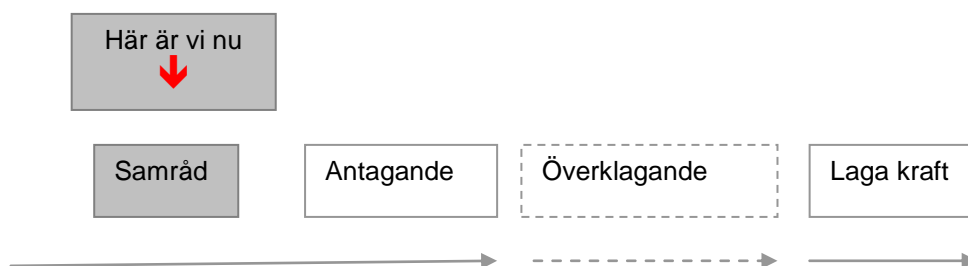 Här är vi nu
Samråd
Antagande
Överklagande
Laga kraft